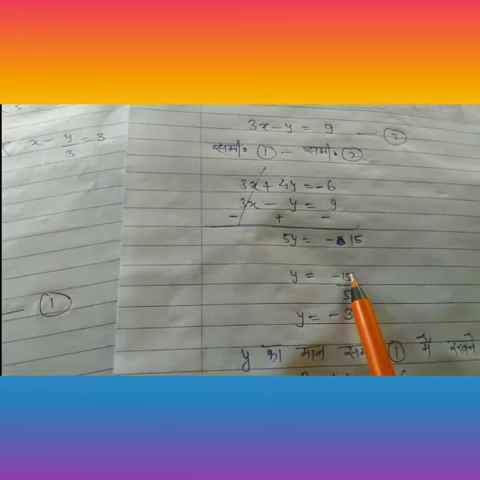 x - y/3 = 3
3x - y = 9 — ②
समी० ① - समी० ②
3x + 4y = -6
3x - y = 9
- + -
5y = -15
y = -15/5
y = -3
— ①
y का मान समी ① में रखने